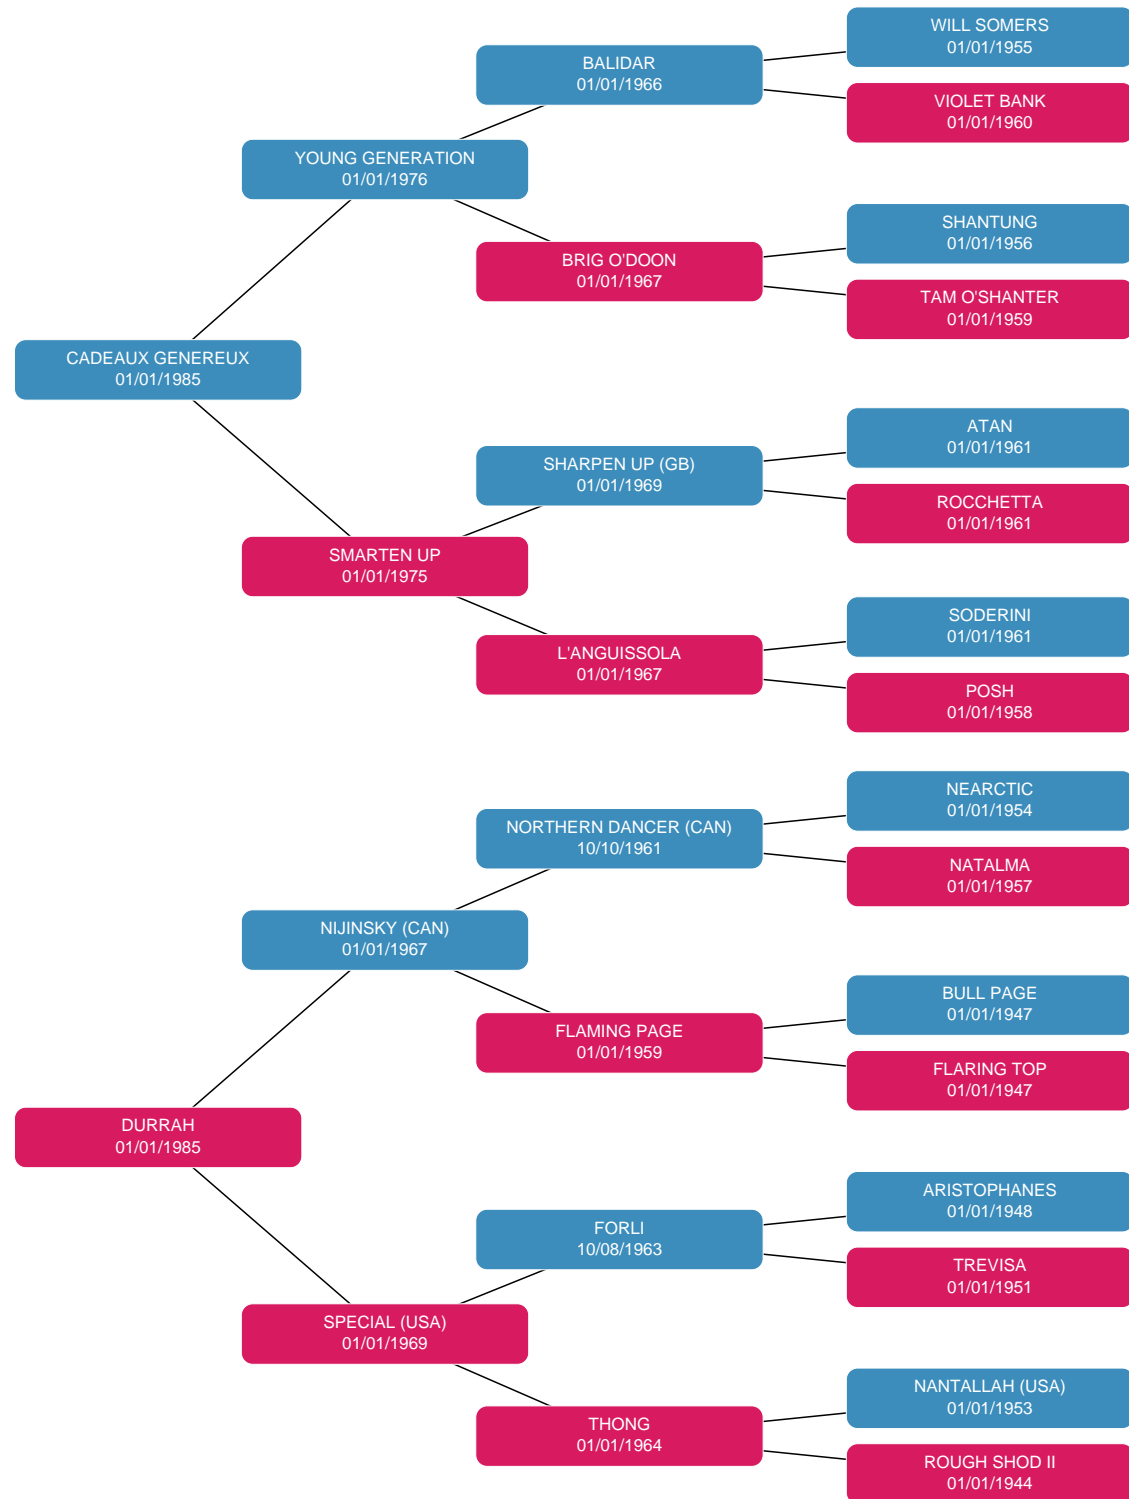 WILL SOMERS
01/01/1955
BALIDAR
01/01/1966
VIOLET BANK
01/01/1960
YOUNG GENERATION
01/01/1976
SHANTUNG
01/01/1956
BRIG O'DOON
01/01/1967
TAM O'SHANTER
01/01/1959
CADEAUX GENEREUX
01/01/1985
ATAN
01/01/1961
SHARPEN UP (GB)
01/01/1969
ROCCHETTA
01/01/1961
SMARTEN UP
01/01/1975
SODERINI
01/01/1961
L'ANGUISSOLA
01/01/1967
POSH
01/01/1958
NEARCTIC
01/01/1954
NORTHERN DANCER (CAN)
10/10/1961
NATALMA
01/01/1957
NIJINSKY (CAN)
01/01/1967
BULL PAGE
01/01/1947
FLAMING PAGE
01/01/1959
FLARING TOP
01/01/1947
DURRAH
01/01/1985
ARISTOPHANES
01/01/1948
FORLI
10/08/1963
TREVISA
01/01/1951
SPECIAL (USA)
01/01/1969
NANTALLAH (USA)
01/01/1953
THONG
01/01/1964
ROUGH SHOD II
01/01/1944